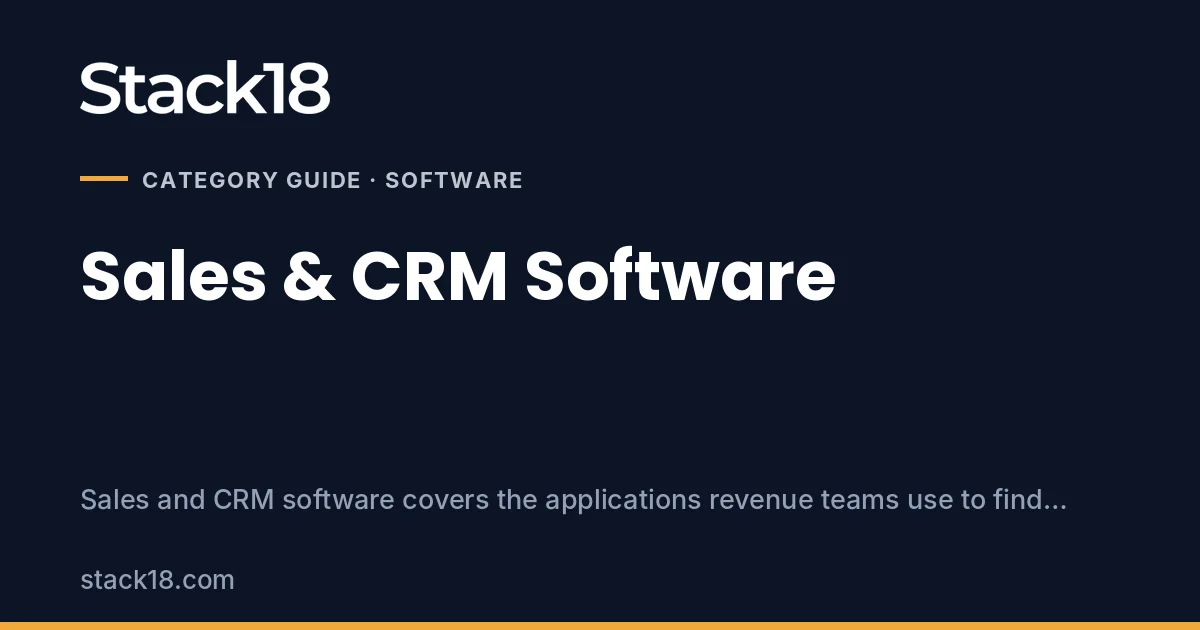 Stack18
CATEGORY GUIDE · SOFTWARE
Sales & CRM Software
Sales and CRM software covers the applications revenue teams use to find...
stack18.com